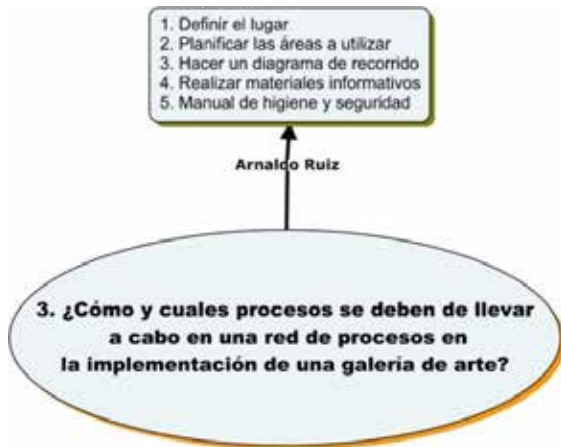 1. Definir el lugar
2. Planificar las áreas a utilizar
3. Hacer un diagrama de recorrido
4. Realizar materiales informativos
5. Manual de higiene y seguridad
Arnaldo Ruiz
3. ¿Cómo y cuales procesos se deben de llevar
a cabo en una red de procesos en
la implementación de una galería de arte?